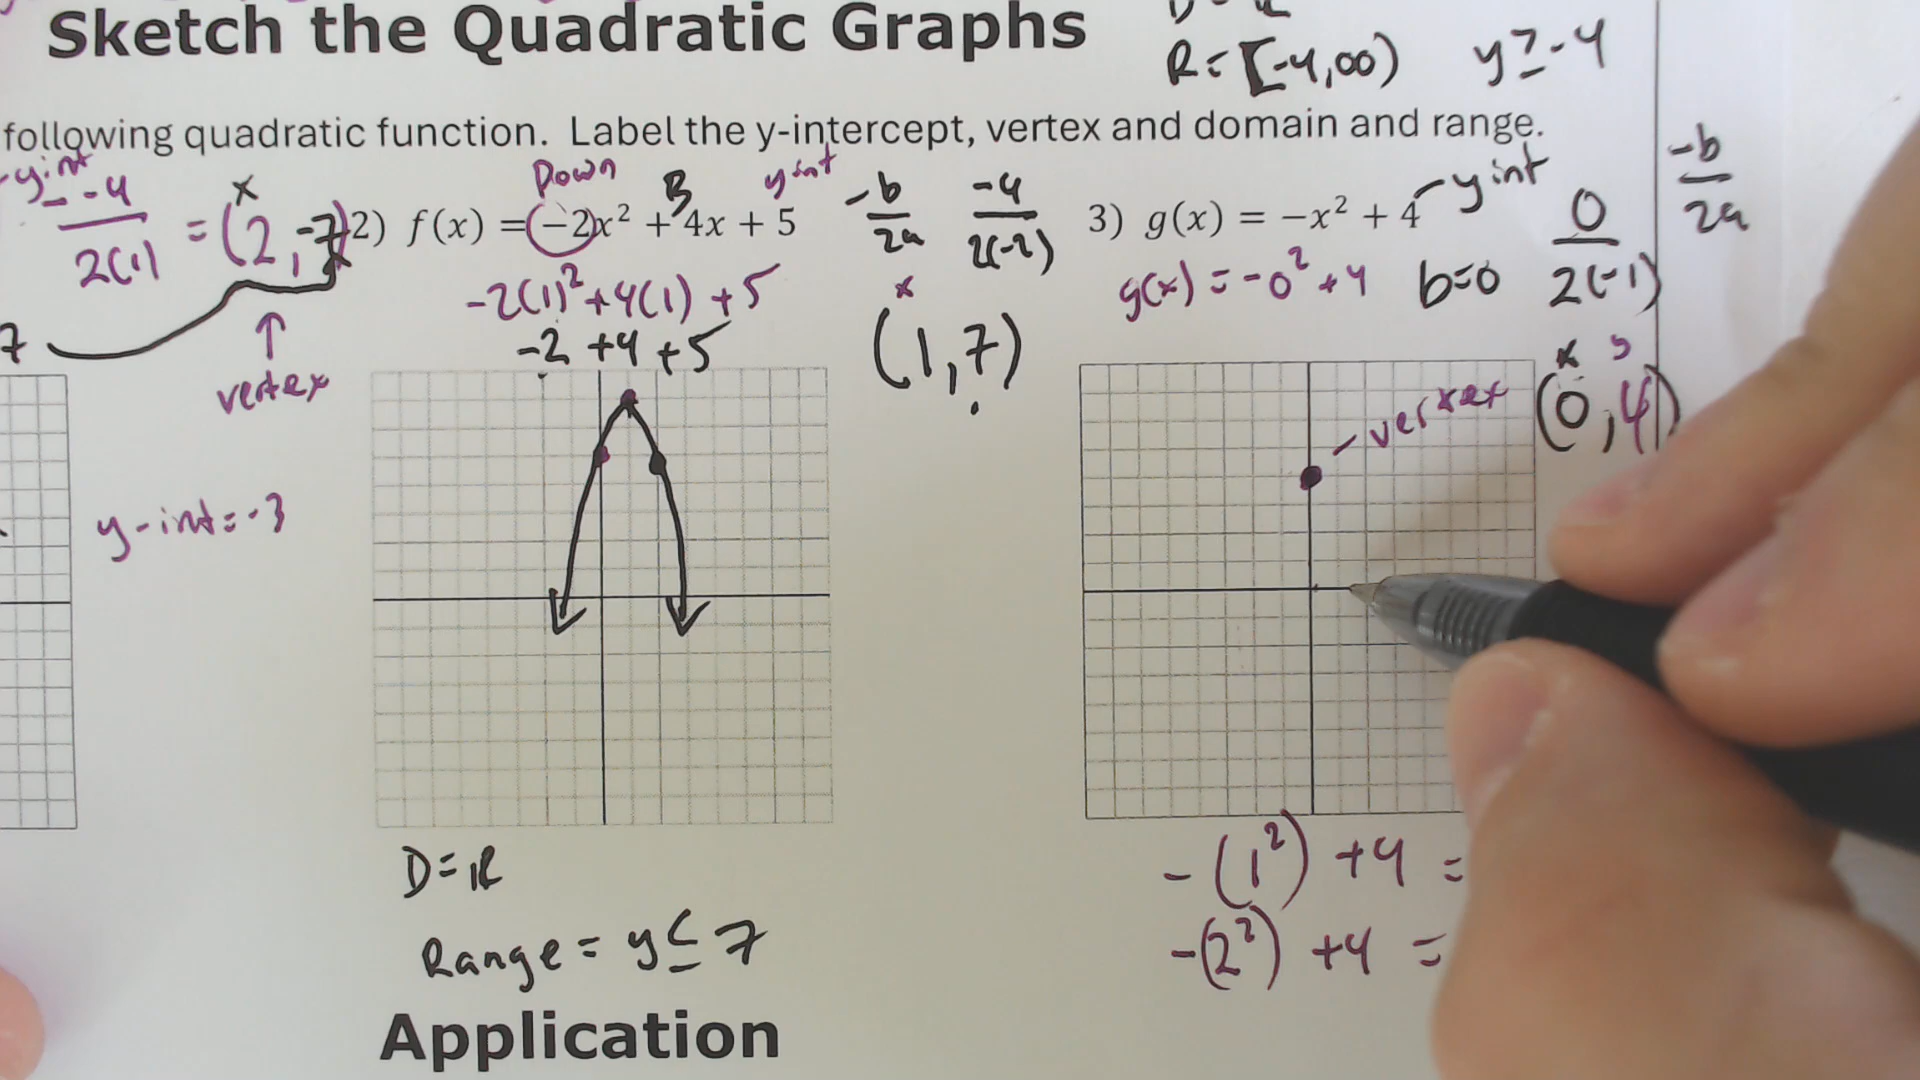 Sketch the Quadratic Graphs
R = [-4,∞) y ≥ -4
following quadratic function. Label the y-intercept, vertex and domain and range.
y int
-4/2(1) = (2, -7)
x
7
vertex
y-int = -3
Down B y int
2) f(x) = −2x² + 4x + 5
-2(1)² + 4(1) + 5
-2 + 4 + 5
-b/2a -4/2(-2)
x
(1,7)
D = ℝ
Range = y ≤ 7
3) g(x) = −x² + 4 - y int
g(x) = -0² + 4 b=0
0/2(-1)
-b/2a
x y
(0,4)
- vertex
-(1²) + 4 =
-(2²) + 4 =
Application